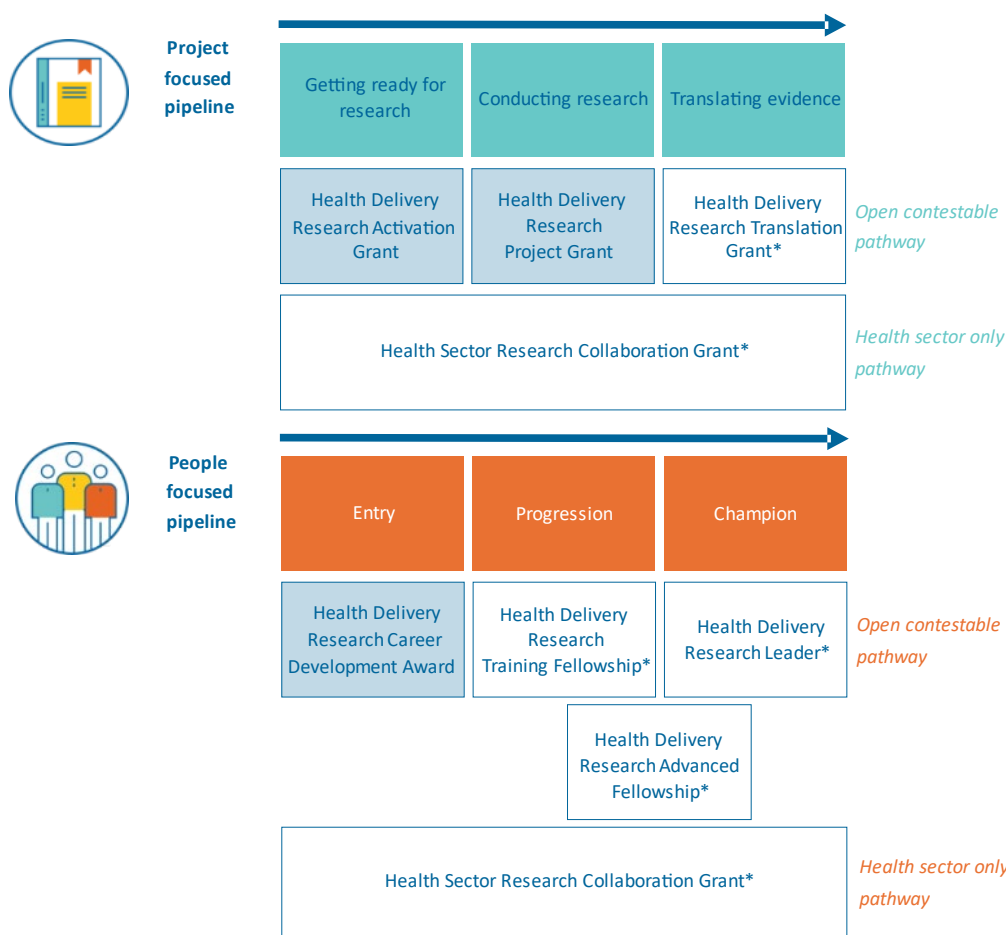 Project
focused
pipeline
Getting ready for
research
Conducting research
Translating evidence
Health Delivery
Research Activation
Grant
Health Delivery
Research
Project Grant
Health Delivery
Research Translation
Grant*
Open contestable
pathway
Health Sector Research Collaboration Grant*
Health sector only
pathway
People
focused
pipeline
Entry
Progression
Champion
Health Delivery
Research Career
Development Award
Health Delivery
Research
Training Fellowship*
Health Delivery
Research Leader*
Open contestable
pathway
Health Delivery
Research Advanced
Fellowship*
Health Sector Research Collaboration Grant*
Health sector only
pathway